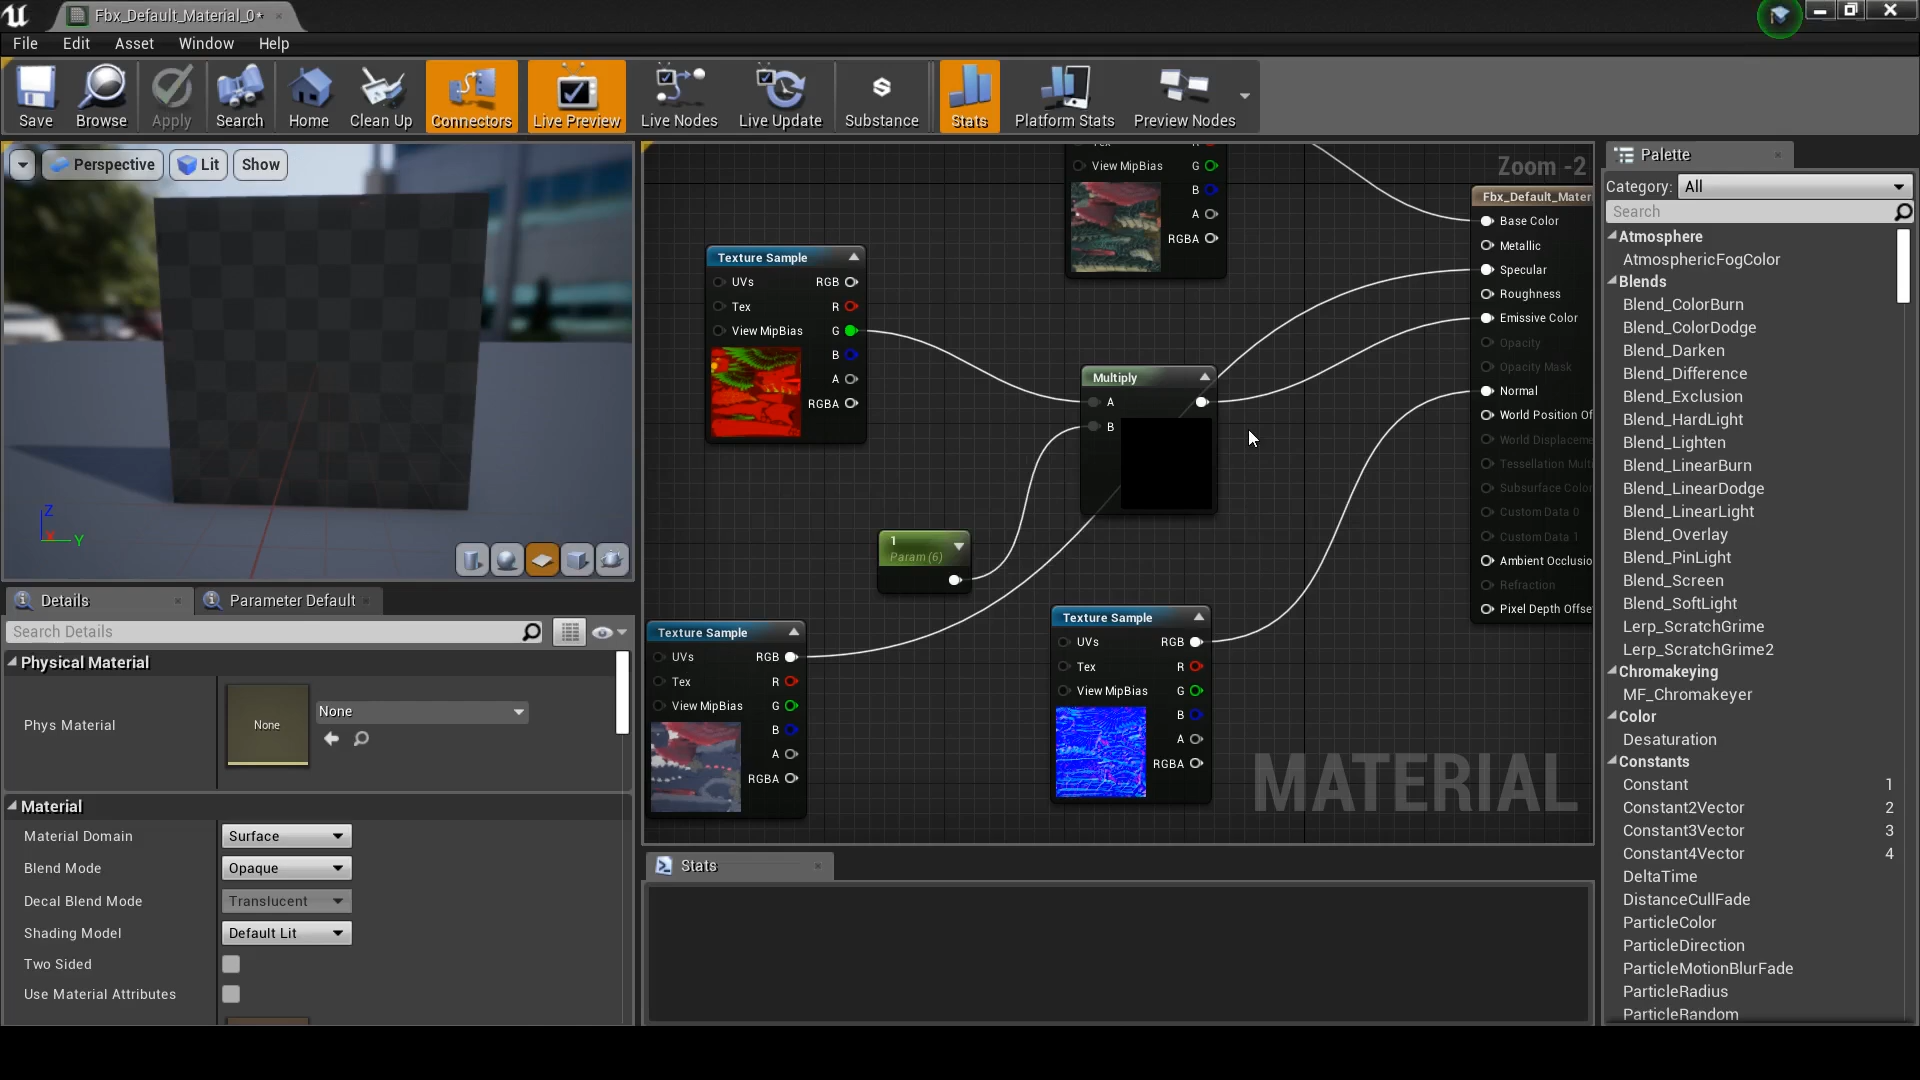 Fbx_Default_Material_0*
File Edit Asset Window Help
Save Browse Apply Search Home Clean Up Connectors Live Preview Live Nodes Live Update Substance Stats Platform Stats Preview Nodes
Perspective Lit Show
Z
Y
Details Parameter Default
Search Details
Physical Material
Phys Material
None
None
Material
Material Domain Surface
Blend Mode Opaque
Decal Blend Mode Translucent
Shading Model Default Lit
Two Sided
Use Material Attributes
Zoom -2
View MipBias G
B
A
RGBA
Texture Sample
UVs RGB
Tex R
View MipBias G
B
A
RGBA
Multiply
A
B
1
Param (6)
Texture Sample
UVs RGB
Tex R
View MipBias G
B
A
RGBA
Texture Sample
UVs RGB
Tex R
View MipBias G
B
A
RGBA
Fbx_Default_Mater
Base Color
Metallic
Specular
Roughness
Emissive Color
Opacity
Opacity Mask
Normal
World Position Of
World Displaceme
Tessellation Multi
Subsurface Color
Custom Data 0
Custom Data 1
Ambient Occlusio
Refraction
Pixel Depth Offse
MATERIAL
Stats
Palette
Category: All
Search
Atmosphere
AtmosphericFogColor
Blends
Blend_ColorBurn
Blend_ColorDodge
Blend_Darken
Blend_Difference
Blend_Exclusion
Blend_HardLight
Blend_Lighten
Blend_LinearBurn
Blend_LinearDodge
Blend_LinearLight
Blend_Overlay
Blend_PinLight
Blend_Screen
Blend_SoftLight
Lerp_ScratchGrime
Lerp_ScratchGrime2
Chromakeying
MF_Chromakeyer
Color
Desaturation
Constants
Constant 1
Constant2Vector 2
Constant3Vector 3
Constant4Vector 4
DeltaTime
DistanceCullFade
ParticleColor
ParticleDirection
ParticleMotionBlurFade
ParticleRadius
ParticleRandom